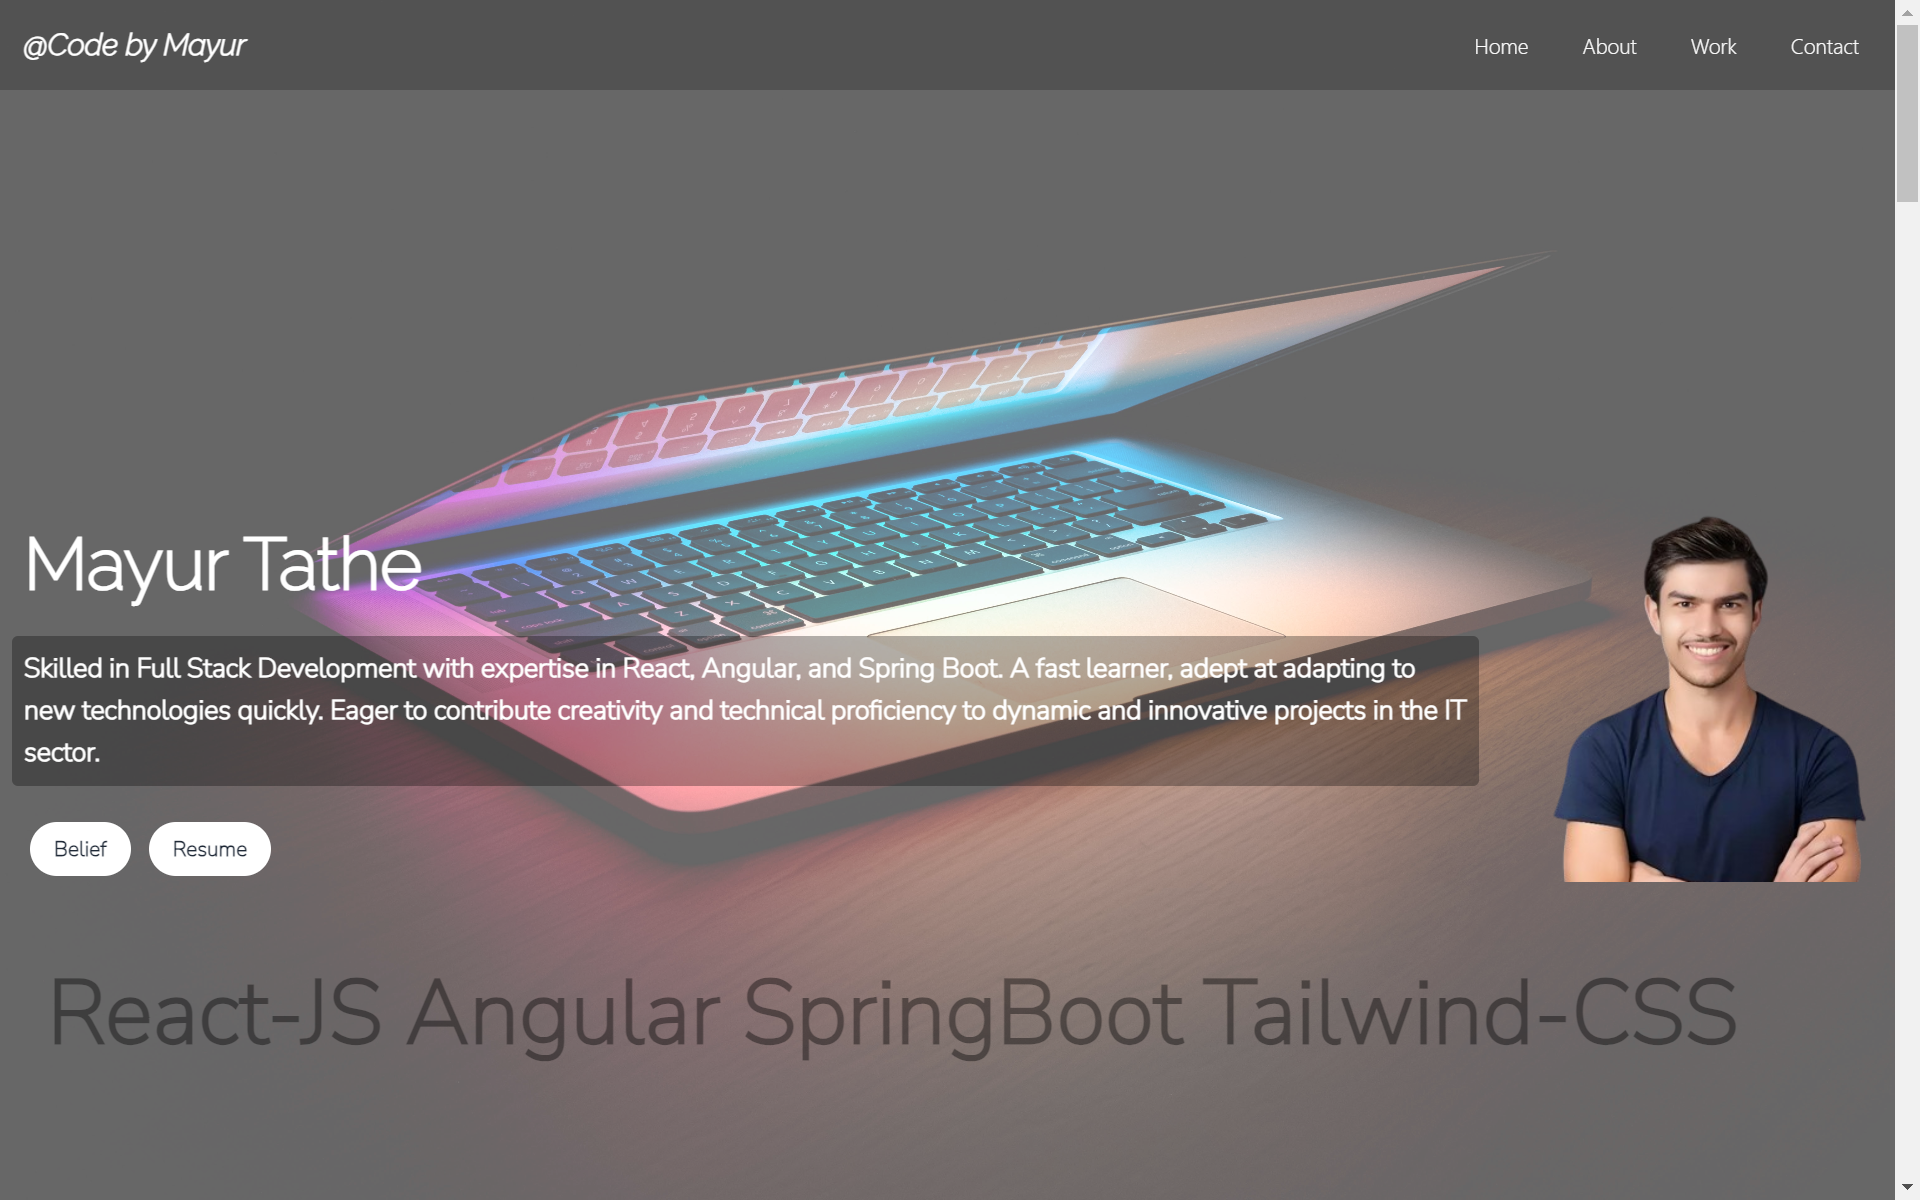 @Code by Mayur
Home About Work Contact
Mayur Tathe
Skilled in Full Stack Development with expertise in React, Angular, and Spring Boot. A fast learner, adept at adapting to
new technologies quickly. Eager to contribute creativity and technical proficiency to dynamic and innovative projects in the IT
sector.
Belief Resume
React-JS Angular SpringBoot Tailwind-CSS